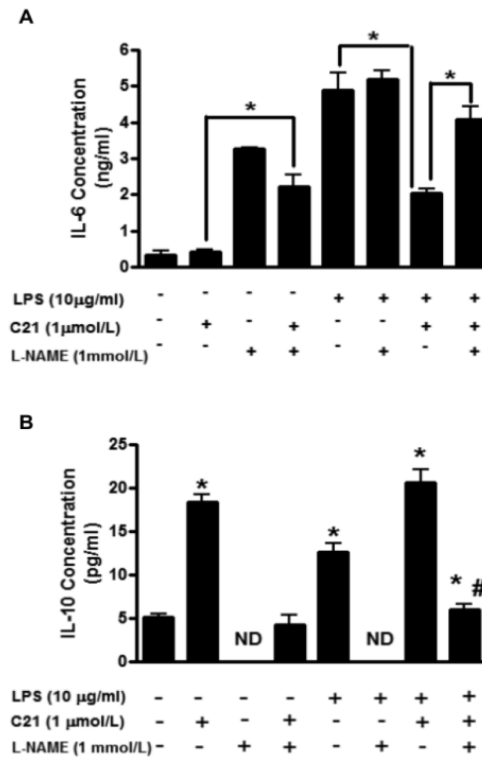 A
IL-6 Concentration
(ng/ml)
6
5
4
3
2
1
0
* * *
LPS (10μg/ml) - - - - + + + +
C21 (1μmol/L) - + - + - - + +
L-NAME (1mmol/L) - - + + - + - +
B
IL-10 Concentration
(pg/ml)
25
20
15
10
5
0
* ND * ND * * #
LPS (10 μg/ml) - - - - + + + +
C21 (1 μmol/L) - + - + - - + +
L-NAME (1 mmol/L) - - + + - + - +